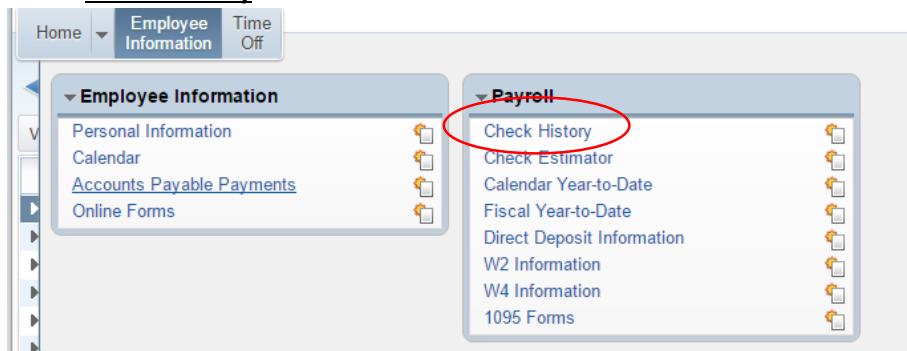 Home Employee Information Time Off
Employee Information
Personal Information
Calendar
Accounts Payable Payments
Online Forms
Payroll
Check History
Check Estimator
Calendar Year-to-Date
Fiscal Year-to-Date
Direct Deposit Information
W2 Information
W4 Information
1095 Forms